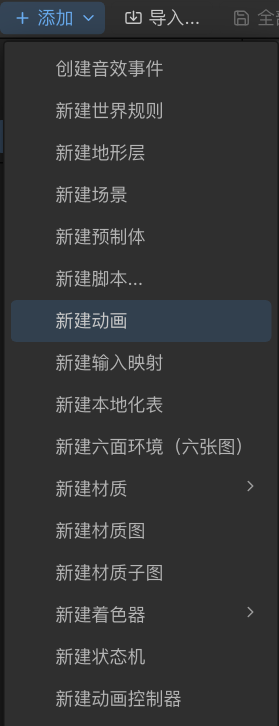 添加
导入...
全
创建音效事件
新建世界规则
新建地形层
新建场景
新建预制体
新建脚本...
新建动画
新建输入映射
新建本地化表
新建六面环境（六张图）
新建材质
新建材质图
新建材质子图
新建着色器
新建状态机
新建动画控制器